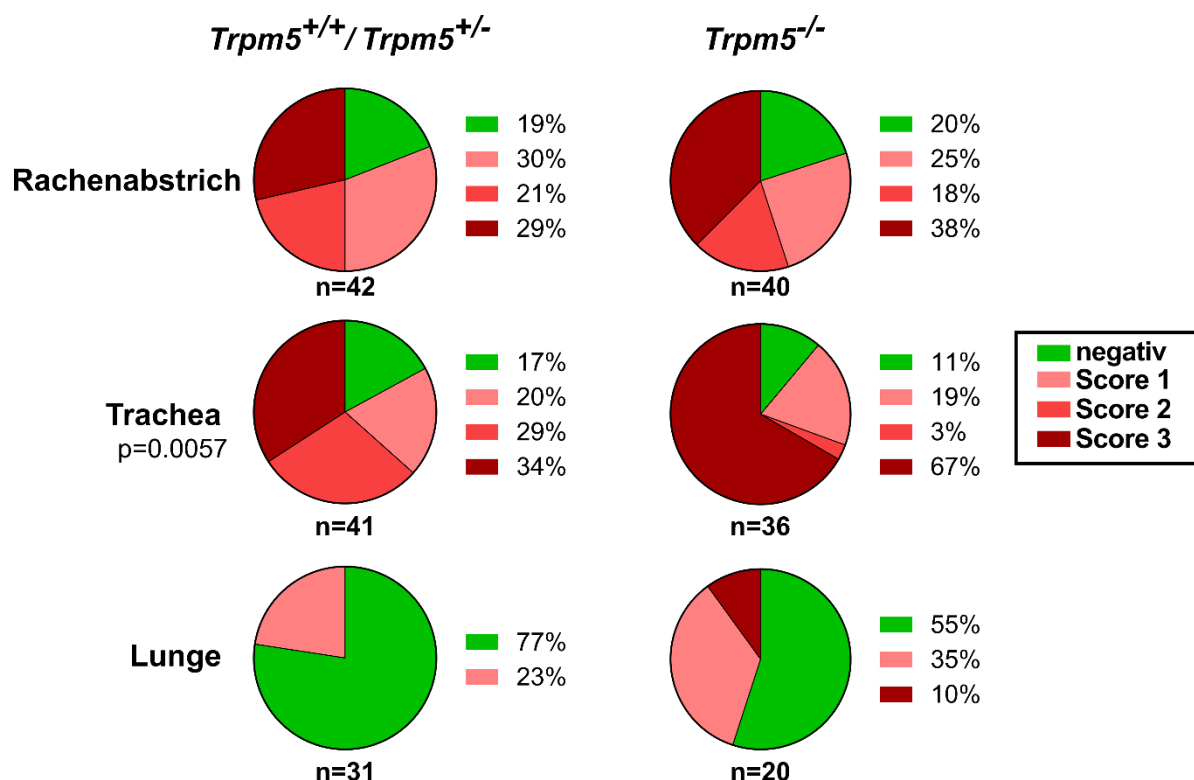 Trpm5+/+/ Trpm5+/-
Trpm5-/-
Rachenabstrich
19%
30%
21%
29%
n=42
20%
25%
18%
38%
n=40
Trachea
p=0.0057
17%
20%
29%
34%
n=41
11%
19%
3%
67%
n=36
negativ
Score 1
Score 2
Score 3
Lunge
77%
23%
n=31
55%
35%
10%
n=20